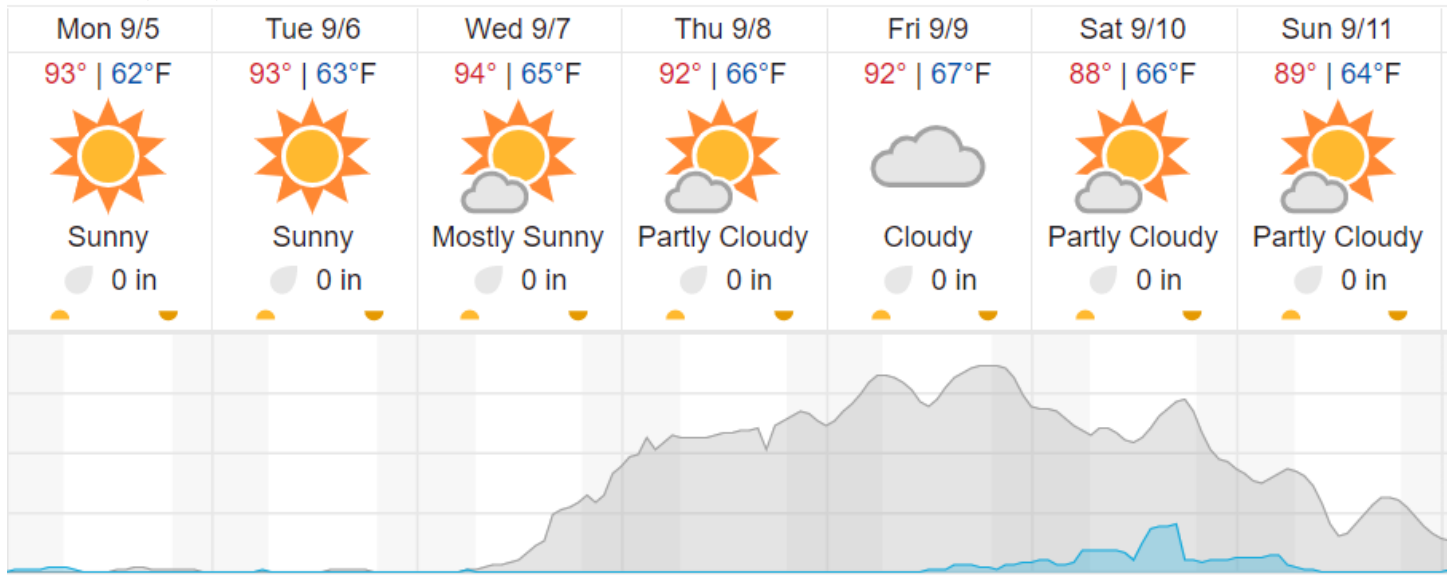 Mon 9/5 Tue 9/6 Wed 9/7 Thu 9/8 Fri 9/9 Sat 9/10 Sun 9/11
93° | 62°F 93° | 63°F 94° | 65°F 92° | 66°F 92° | 67°F 88° | 66°F 89° | 64°F
Sunny Sunny Mostly Sunny Partly Cloudy Cloudy Partly Cloudy Partly Cloudy
0 in 0 in 0 in 0 in 0 in 0 in 0 in